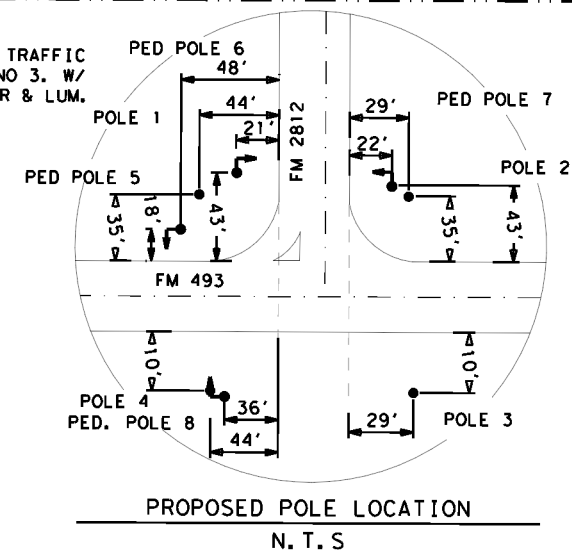 TRAFFIC
NO 3. W/
R & LUM.
PED POLE 6
48'
44'
21'
POLE 1
PED POLE 5
18'
35'
43'
FM 2812
FM 493
PED POLE 7
29'
22'
POLE 2
35'
43'
10'
POLE 4
PED. POLE 8
36'
44'
10'
29'
POLE 3
PROPOSED POLE LOCATION
N.T.S